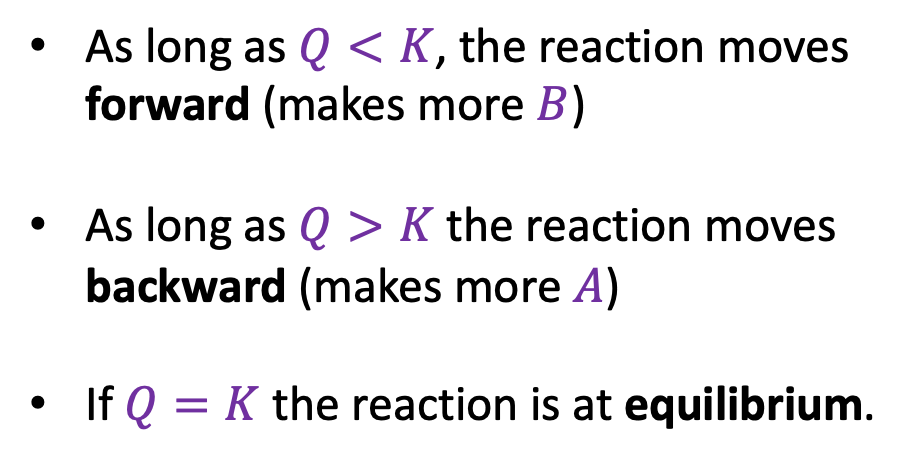 • As long as Q < K, the reaction moves
forward (makes more B)
• As long as Q > K the reaction moves
backward (makes more A)
• If Q = K the reaction is at equilibrium.